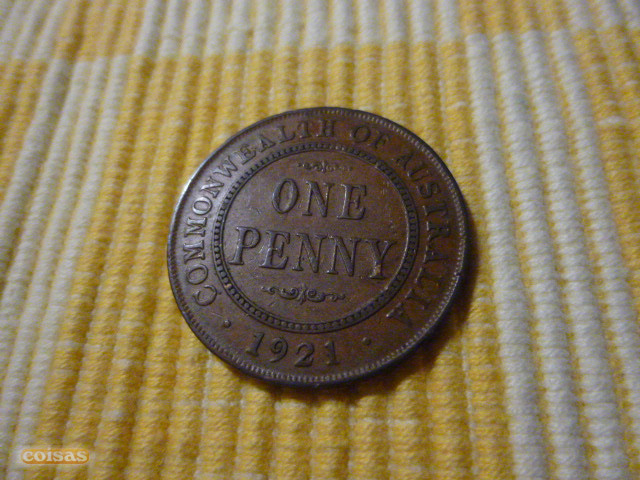 COMMONWEALTH OF AUSTRALIA
ONE
PENNY
1921
coisas